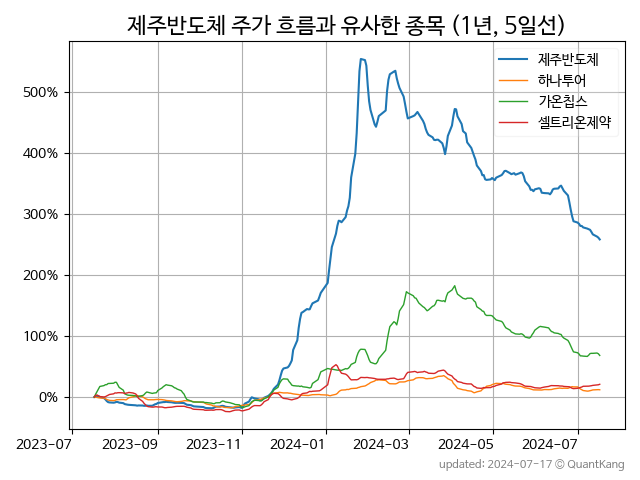 제주반도체 주가 흐름과 유사한 종목 (1년, 5일선)
제주반도체
하나투어
가온칩스
셀트리온제약
500%
400%
300%
200%
100%
0%
2023-07 2023-09 2023-11 2024-01 2024-03 2024-05 2024-07
updated: 2024-07-17 © QuantKang